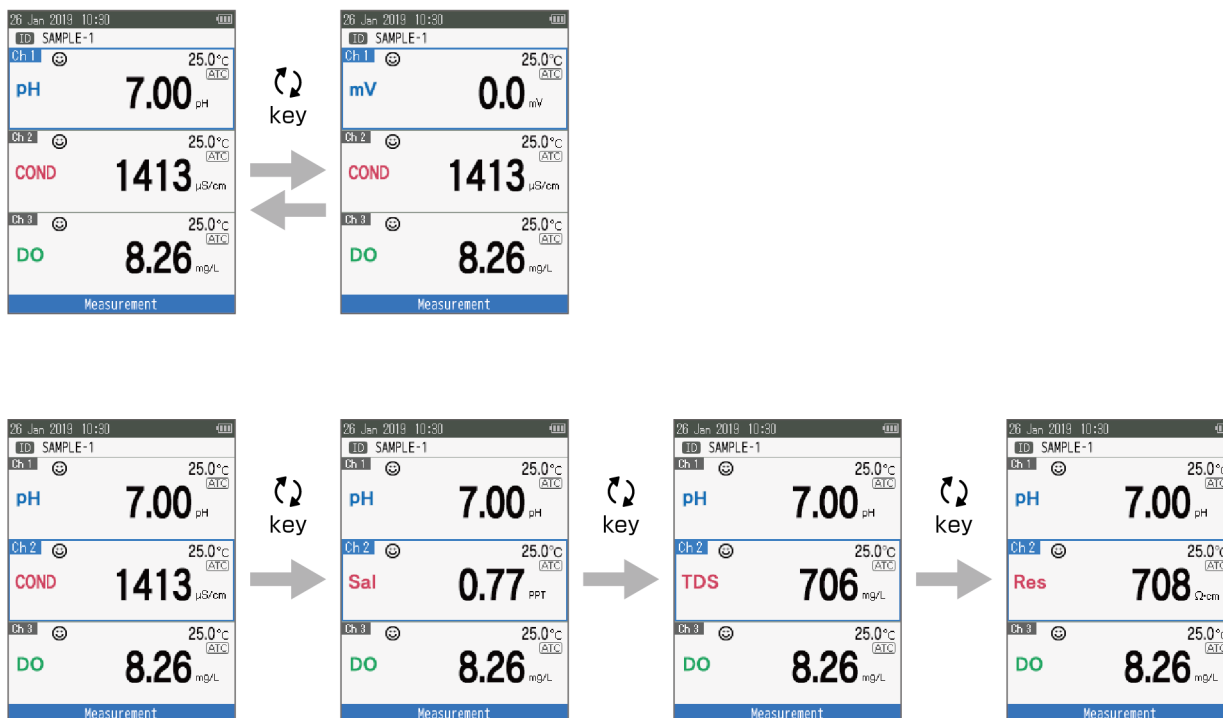 26 Jan 2019 10:30
ID SAMPLE-1
Ch 1 25.0°C
ATC
pH 7.00 pH
Ch 2 25.0°C
ATC
COND 1413 µS/cm
Ch 3 25.0°C
ATC
DO 8.26 mg/L
Measurement
key
26 Jan 2019 10:30
ID SAMPLE-1
Ch 1 25.0°C
ATC
mV 0.0 mV
Ch 2 25.0°C
ATC
COND 1413 µS/cm
Ch 3 25.0°C
ATC
DO 8.26 mg/L
Measurement
26 Jan 2019 10:30
ID SAMPLE-1
Ch 1 25.0°C
ATC
pH 7.00 pH
Ch 2 25.0°C
ATC
COND 1413 µS/cm
Ch 3 25.0°C
ATC
DO 8.26 mg/L
Measurement
key
26 Jan 2019 10:30
ID SAMPLE-1
Ch 1 25.0°C
ATC
pH 7.00 pH
Ch 2 25.0°C
ATC
Sal 0.77 PPT
Ch 3 25.0°C
ATC
DO 8.26 mg/L
Measurement
key
26 Jan 2019 10:30
ID SAMPLE-1
Ch 1 25.0°C
ATC
pH 7.00 pH
Ch 2 25.0°C
ATC
TDS 706 mg/L
Ch 3 25.0°C
ATC
DO 8.26 mg/L
Measurement
key
26 Jan 2019 10:30
ID SAMPLE-1
Ch 1 25.0°C
ATC
pH 7.00 pH
Ch 2 25.0°C
ATC
Res 708 Ω•cm
Ch 3 25.0°C
ATC
DO 8.26 mg/L
Measurement